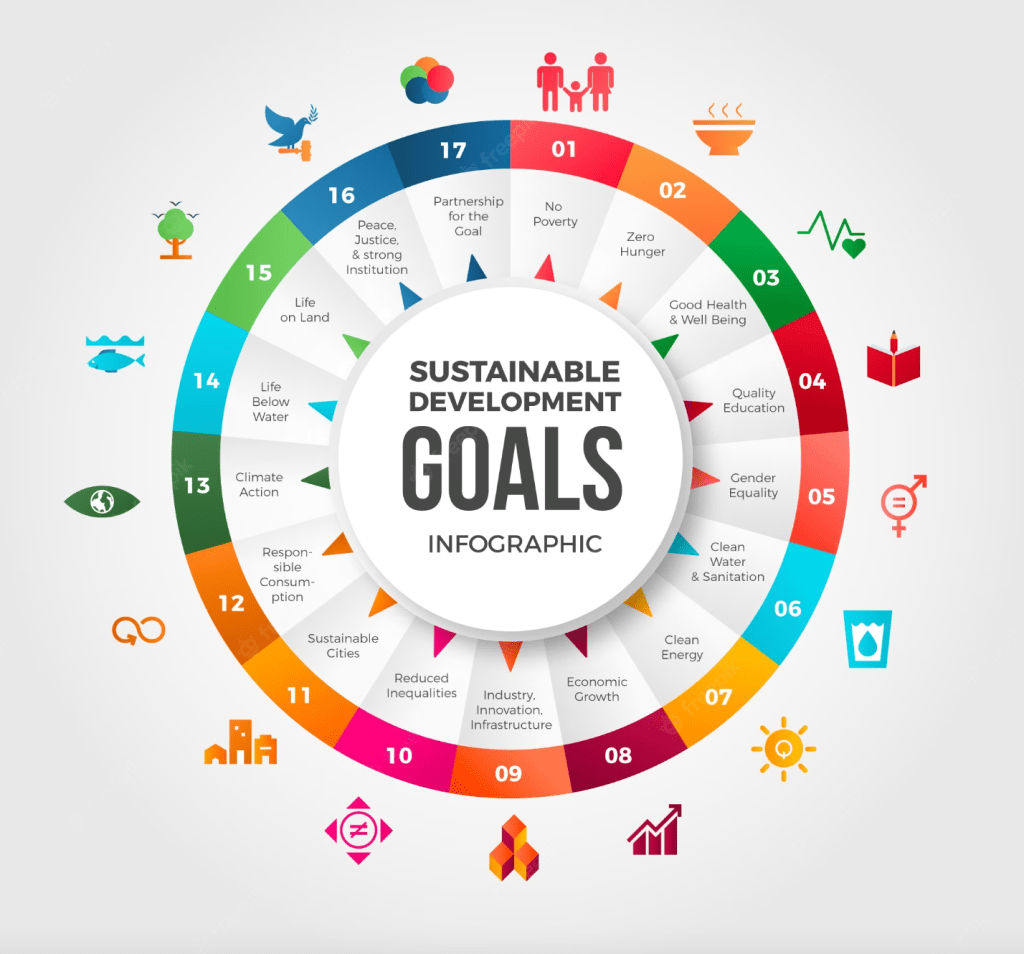 SUSTAINABLE
DEVELOPMENT
GOALS
INFOGRAPHIC
01
No
Poverty
02
Zero
Hunger
03
Good Health
& Well Being
04
Quality
Education
05
Gender
Equality
06
Clean
Water
& Sanitation
07
Clean
Energy
08
Economic
Growth
09
Industry,
Innovation,
Infrastructure
10
Reduced
Inequalities
11
Sustainable
Cities
12
Respon-
sible
Consum-
ption
13
Climate
Action
14
Life
Below
Water
15
Life
on Land
16
Peace,
Justice,
& strong
Institution
17
Partnership
for the
Goal